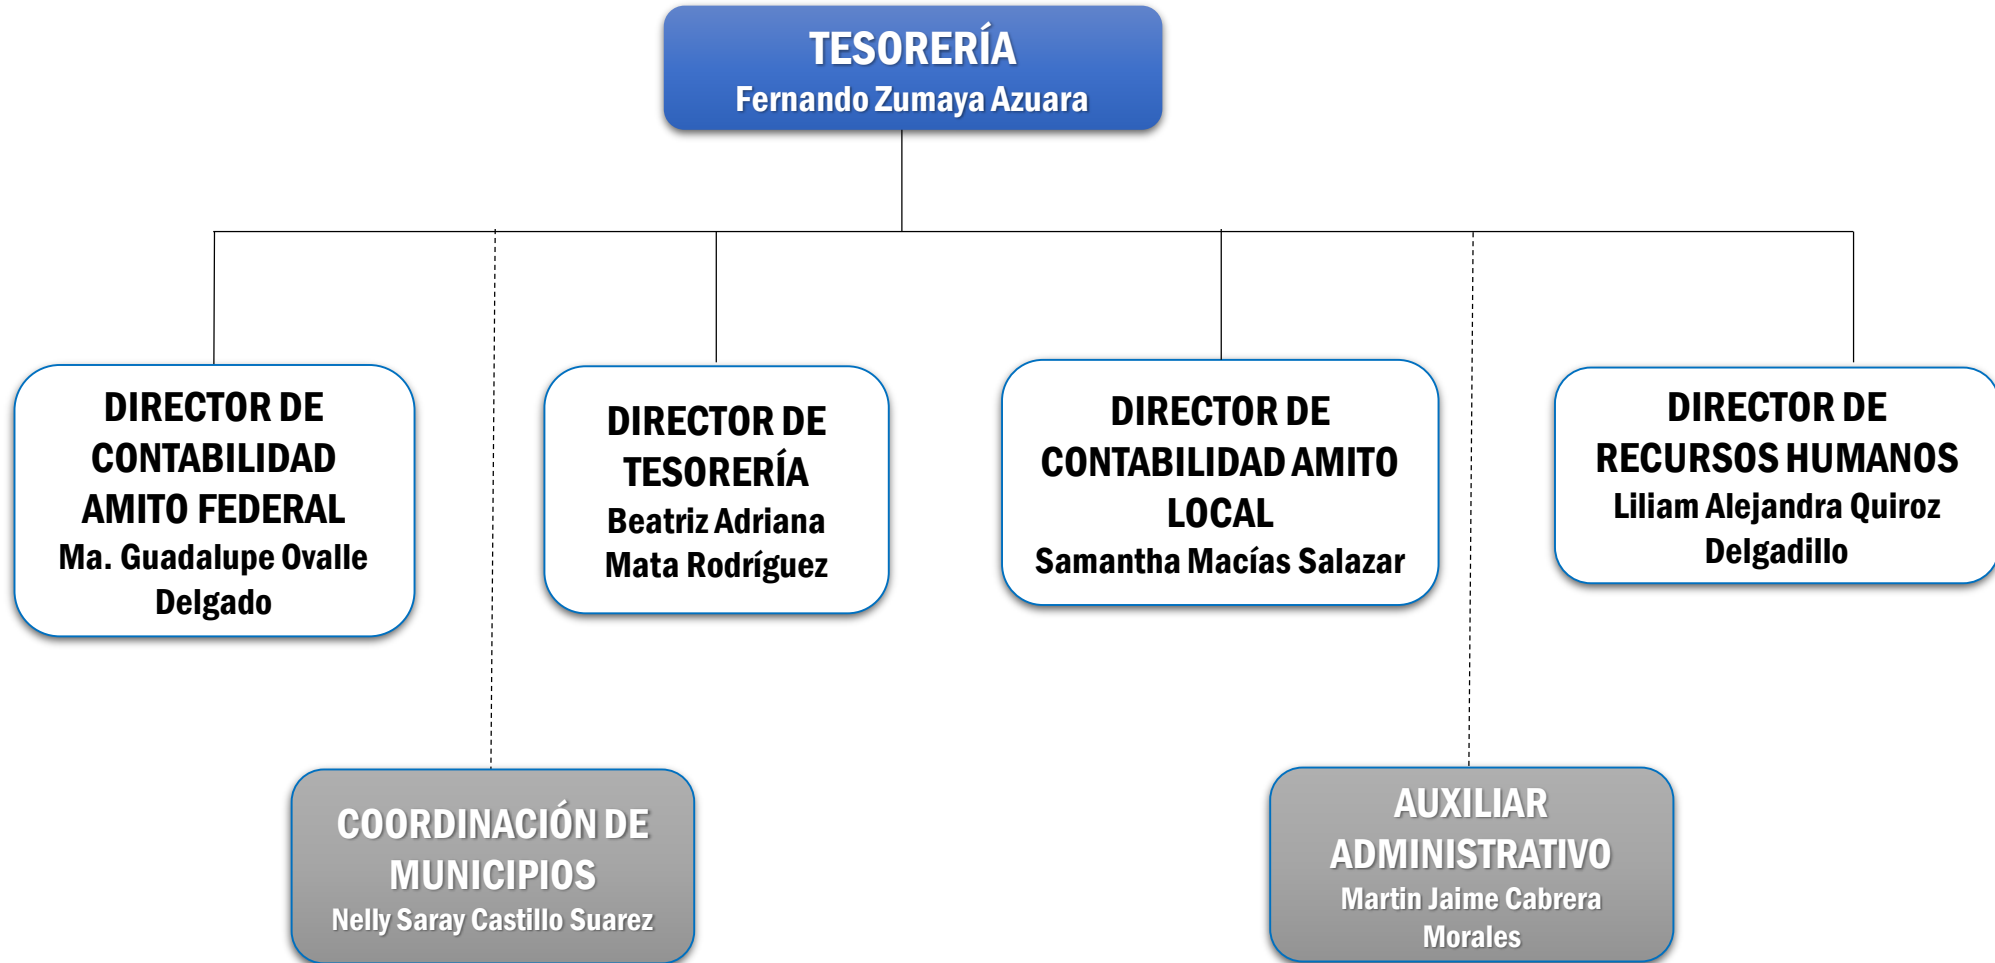 TESORERÍA
Fernando Zumaya Azuara
DIRECTOR DE
CONTABILIDAD
AMITO FEDERAL
Ma. Guadalupe Ovalle
Delgado
DIRECTOR DE
TESORERÍA
Beatriz Adriana
Mata Rodríguez
DIRECTOR DE
CONTABILIDAD AMITO
LOCAL
Samantha Macías Salazar
DIRECTOR DE
RECURSOS HUMANOS
Liliam Alejandra Quiroz
Delgadillo
COORDINACIÓN DE
MUNICIPIOS
Nelly Saray Castillo Suarez
AUXILIAR
ADMINISTRATIVO
Martin Jaime Cabrera
Morales